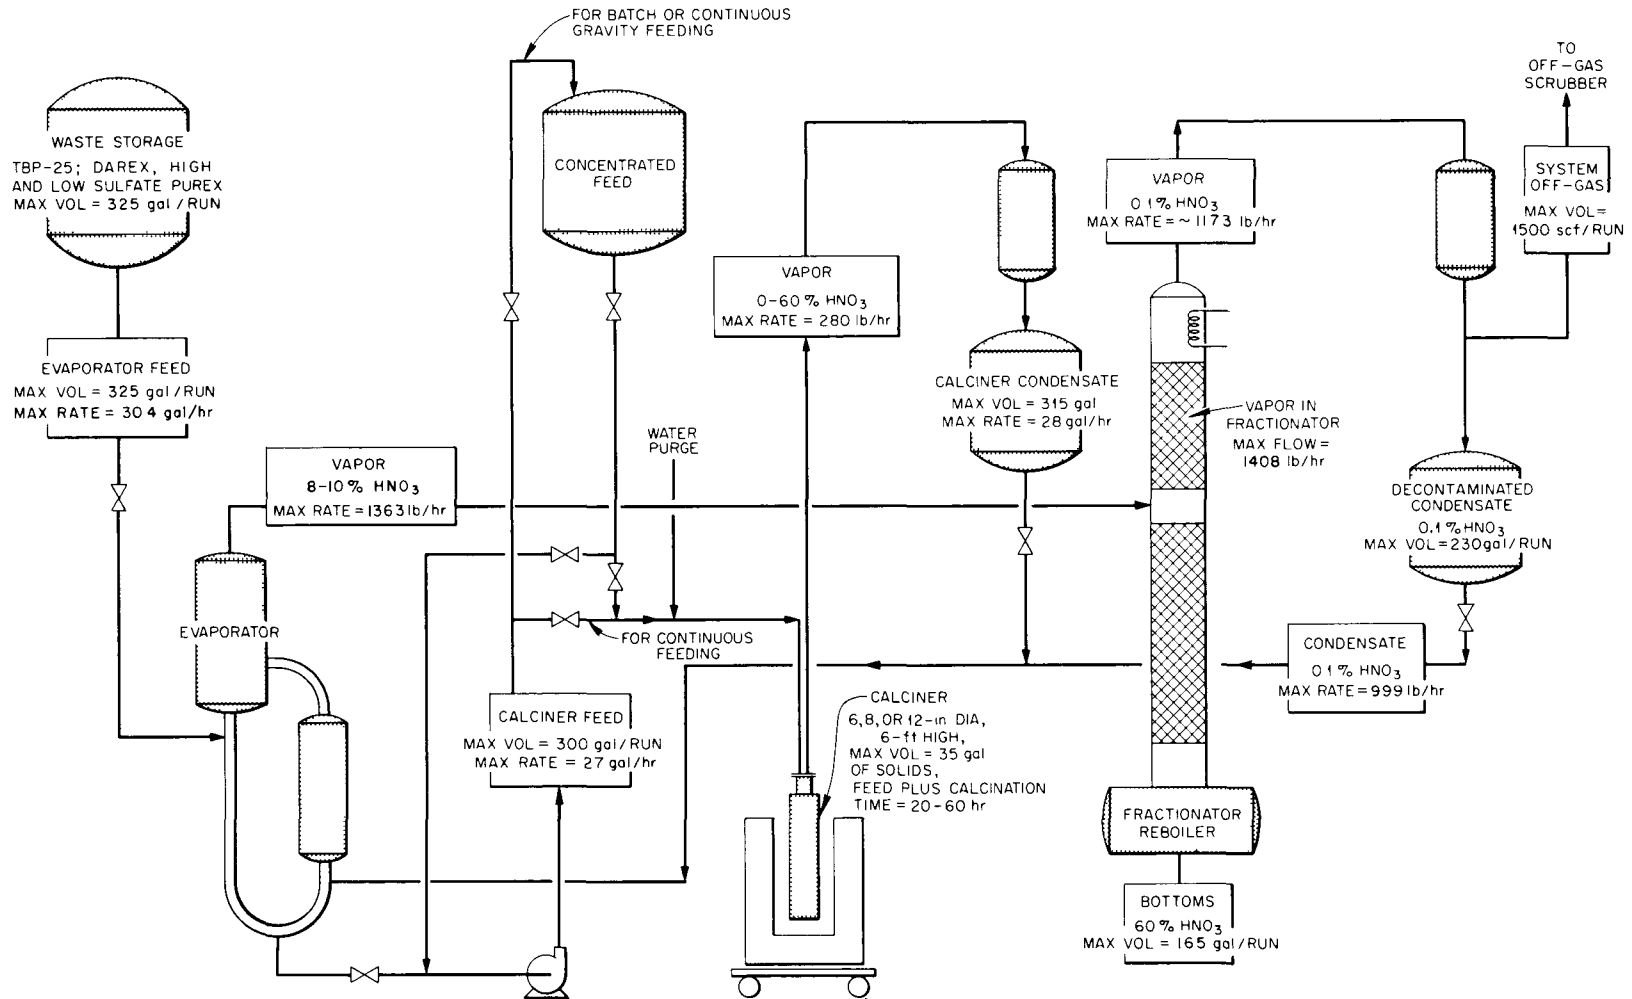 FOR BATCH OR CONTINUOUS
GRAVITY FEEDING
TO
OFF-GAS
SCRUBBER
WASTE STORAGE
TBP-25; DAREX, HIGH
AND LOW SULFATE PUREX
MAX VOL = 325 gal/RUN
CONCENTRATED
FEED
VAPOR
0.1% HNO3
MAX RATE = ~1173 lb/hr
SYSTEM
OFF-GAS
MAX VOL =
1500 scf/RUN
VAPOR
0-60% HNO3
MAX RATE = 280 lb/hr
EVAPORATOR FEED
MAX VOL = 325 gal/RUN
MAX RATE = 304 gal/hr
CALCINER CONDENSATE
MAX VOL = 315 gal
MAX RATE = 28 gal/hr
VAPOR IN
FRACTIONATOR
MAX FLOW =
1408 lb/hr
WATER
PURGE
VAPOR
8-10% HNO3
MAX RATE = 1363 lb/hr
DECONTAMINATED
CONDENSATE
0.1% HNO3
MAX VOL = 230 gal/RUN
EVAPORATOR
FOR CONTINUOUS
FEEDING
CONDENSATE
0.1% HNO3
MAX RATE = 999 lb/hr
CALCINER FEED
MAX VOL = 300 gal/RUN
MAX RATE = 27 gal/hr
CALCINER
6,8, OR 12-in DIA,
6-ft HIGH,
MAX VOL = 35 gal
OF SOLIDS,
FEED PLUS CALCINATION
TIME = 20-60 hr
FRACTIONATOR
REBOILER
BOTTOMS
60% HNO3
MAX VOL = 165 gal/RUN